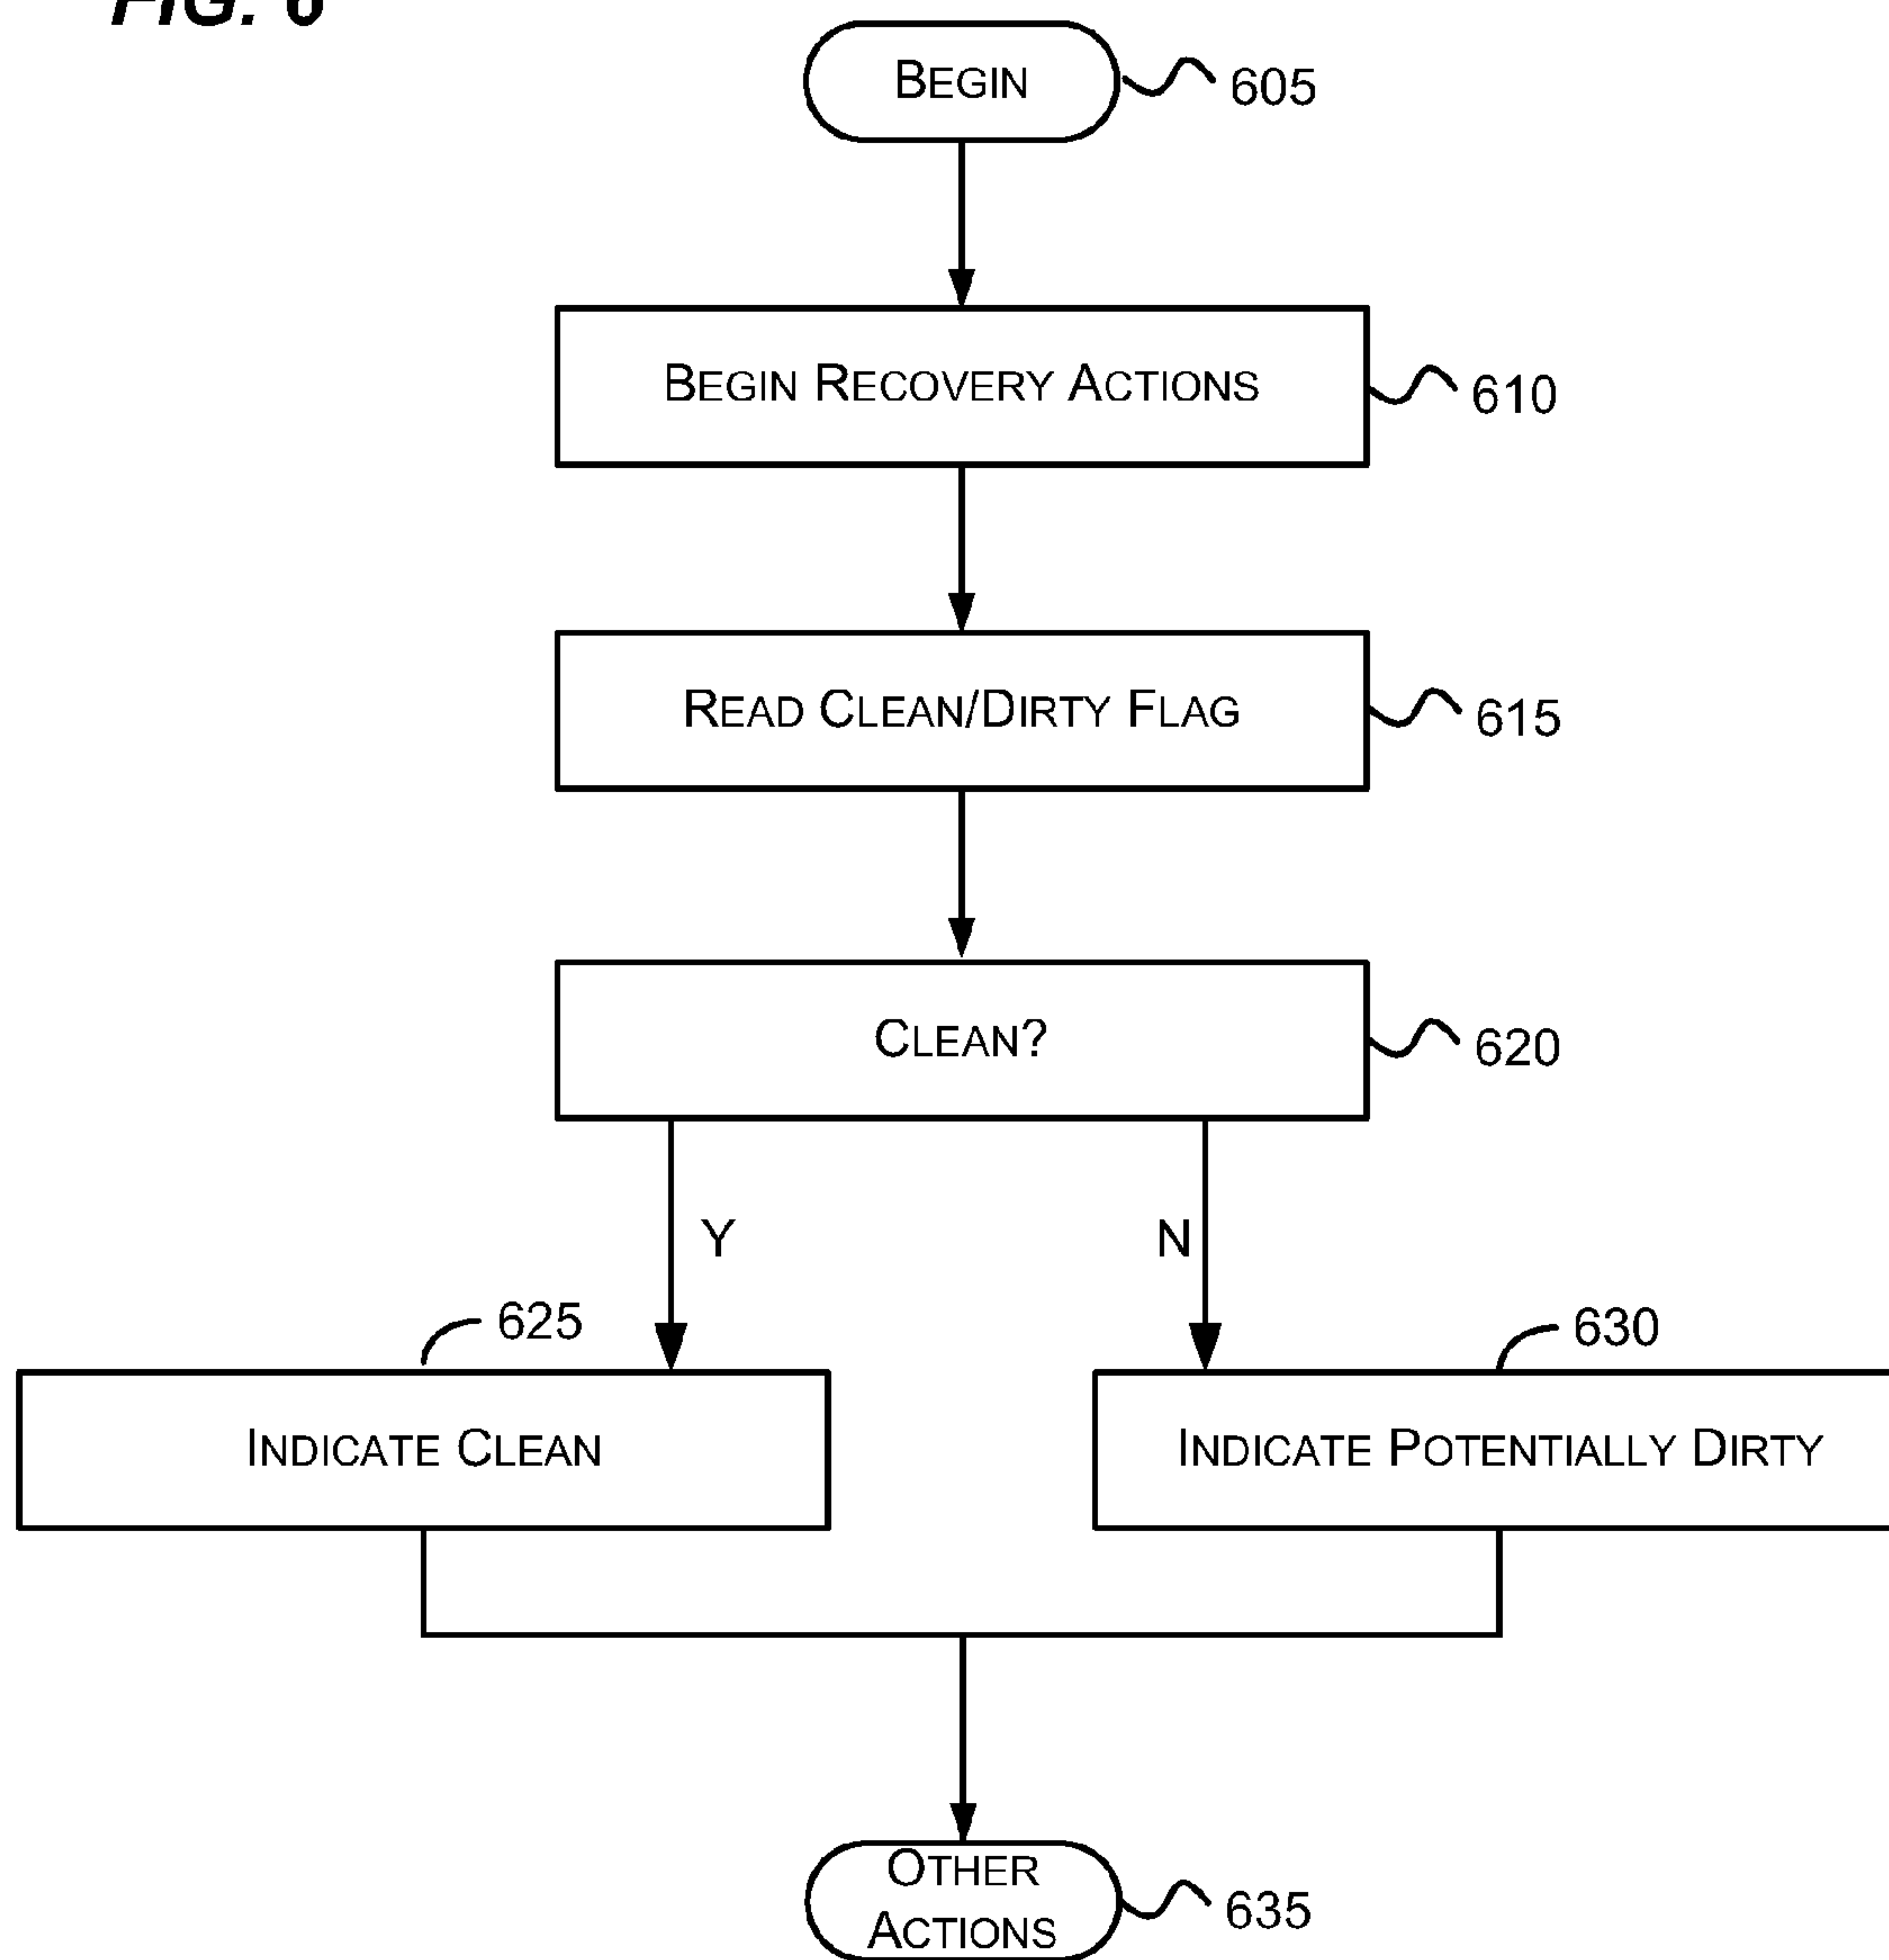 FIG. 6
BEGIN
605
BEGIN RECOVERY ACTIONS
610
READ CLEAN/DIRTY FLAG
615
CLEAN?
620
Y
N
625
630
INDICATE CLEAN
INDICATE POTENTIALLY DIRTY
OTHER
ACTIONS
635